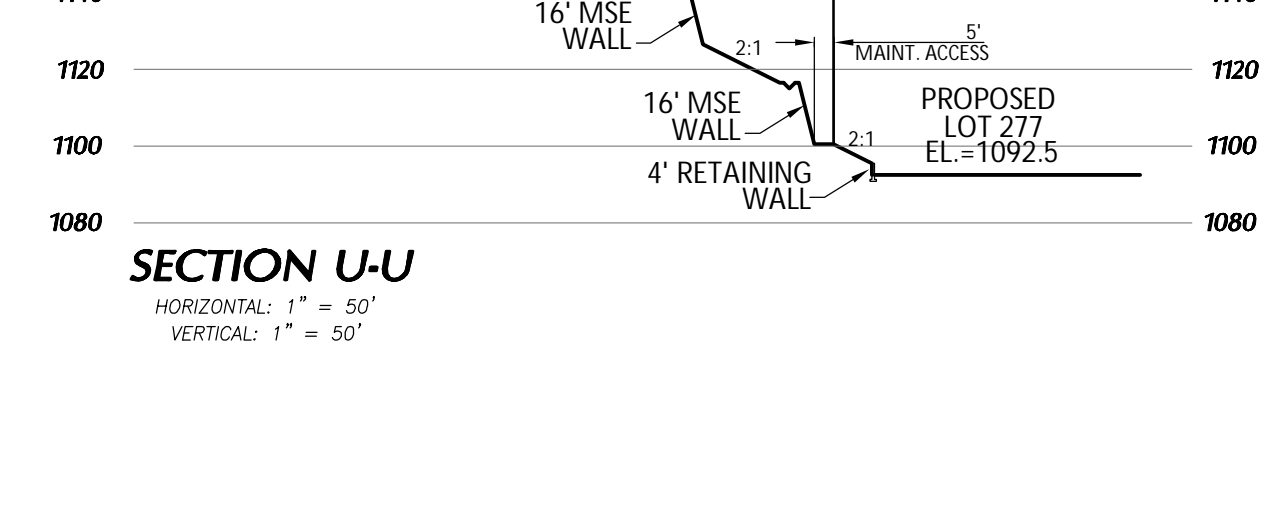 16' MSE
WALL
2:1
5'
MAINT. ACCESS
1120
1120
16' MSE
WALL
PROPOSED
LOT 277
EL.=1092.5
1100
2:1
1100
4' RETAINING
WALL
1080
1080
SECTION U-U
HORIZONTAL: 1" = 50'
VERTICAL: 1" = 50'